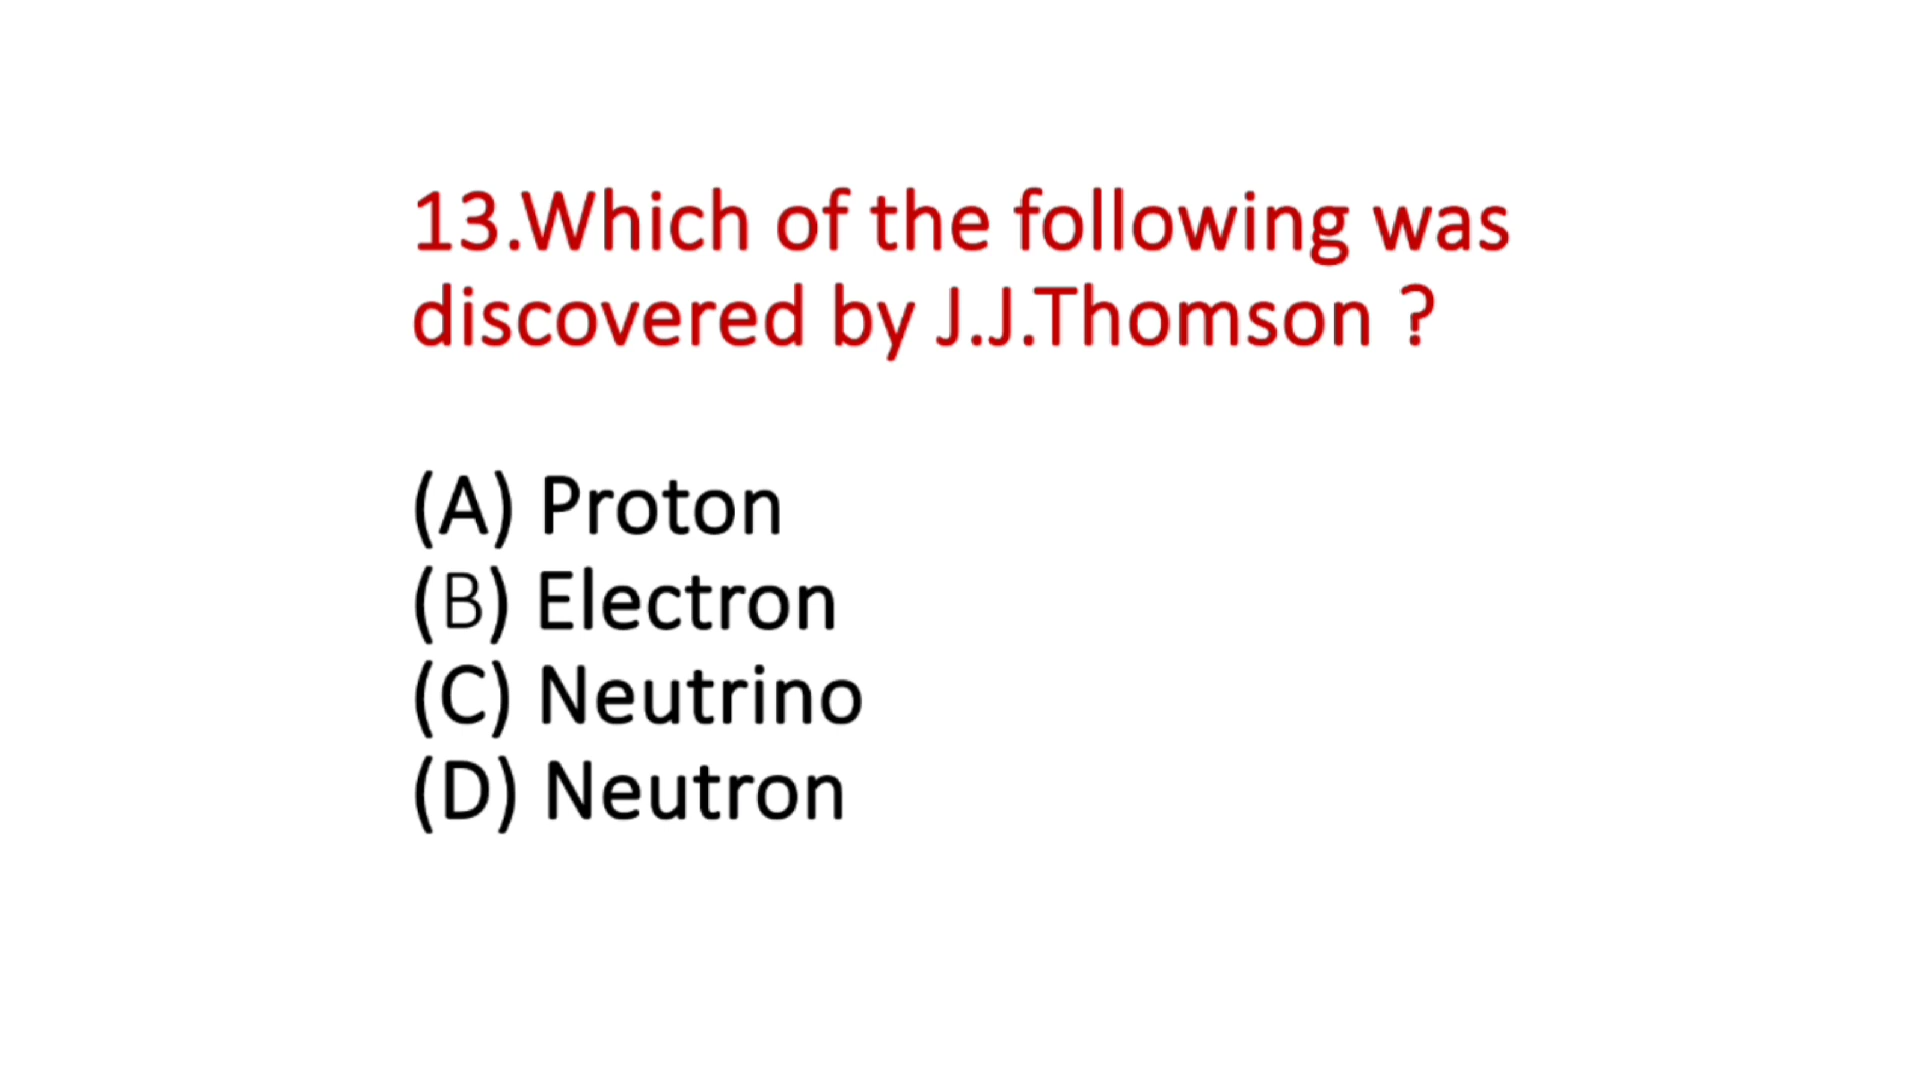 13.Which of the following was
discovered by J.J.Thomson ?
(A) Proton
(B) Electron
(C) Neutrino
(D) Neutron